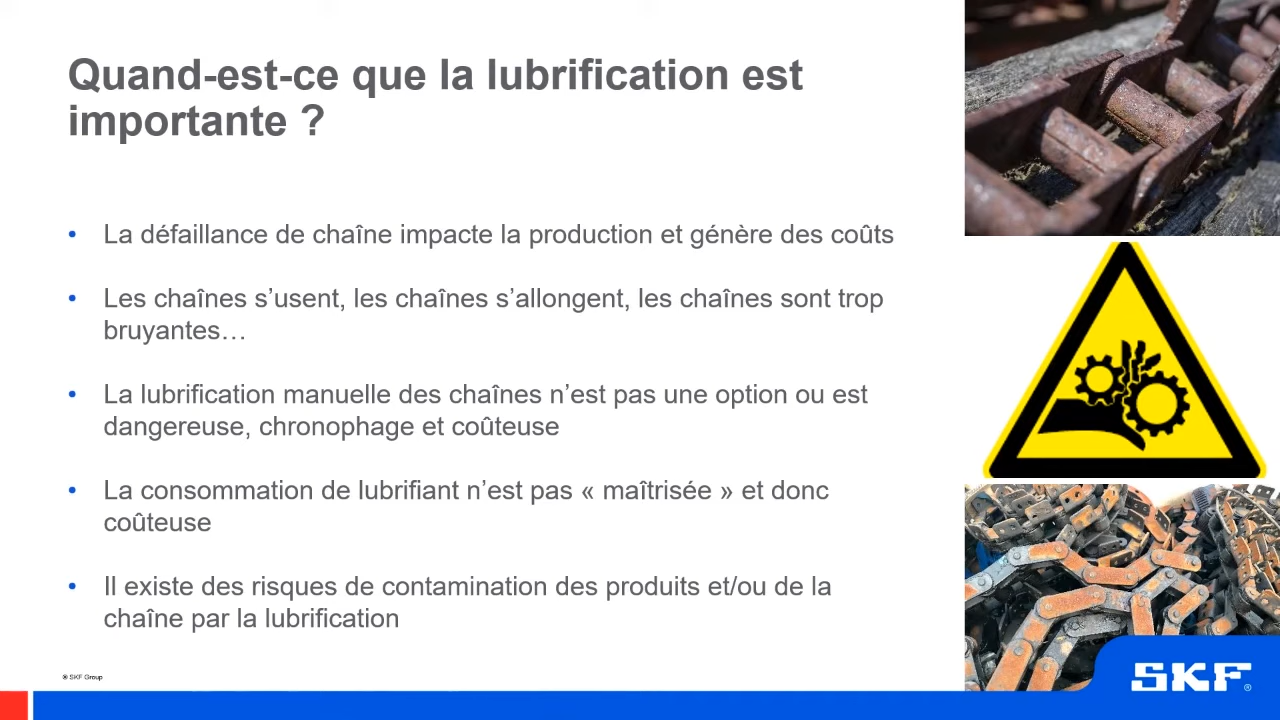 Quand-est-ce que la lubrification est
importante ?
• La défaillance de chaîne impacte la production et génère des coûts
• Les chaînes s’usent, les chaînes s’allongent, les chaînes sont trop
bruyantes…
• La lubrification manuelle des chaînes n’est pas une option ou est
dangereuse, chronophage et coûteuse
• La consommation de lubrifiant n’est pas « maîtrisée » et donc
coûteuse
• Il existe des risques de contamination des produits et/ou de la
chaîne par la lubrification
® SKF Group
SKF®